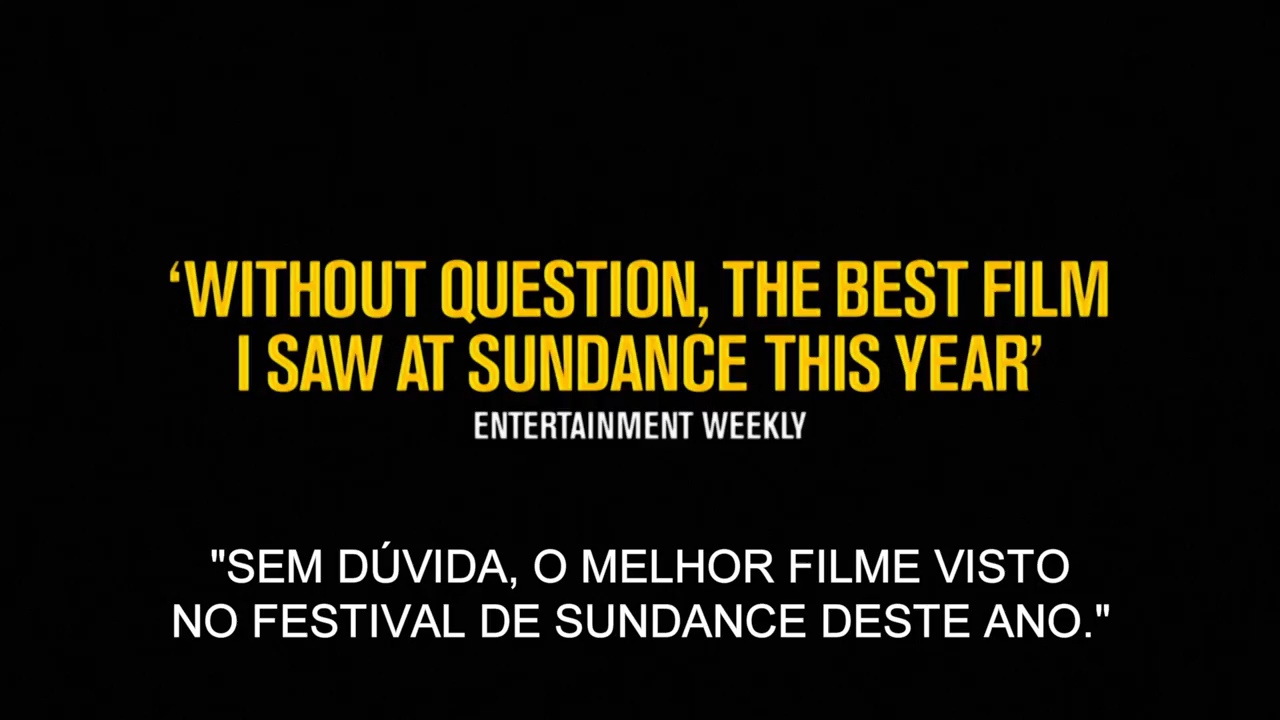 ‘WITHOUT QUESTION, THE BEST FILM
I SAW AT SUNDANCE THIS YEAR’
ENTERTAINMENT WEEKLY
"SEM DÚVIDA, O MELHOR FILME VISTO
NO FESTIVAL DE SUNDANCE DESTE ANO."